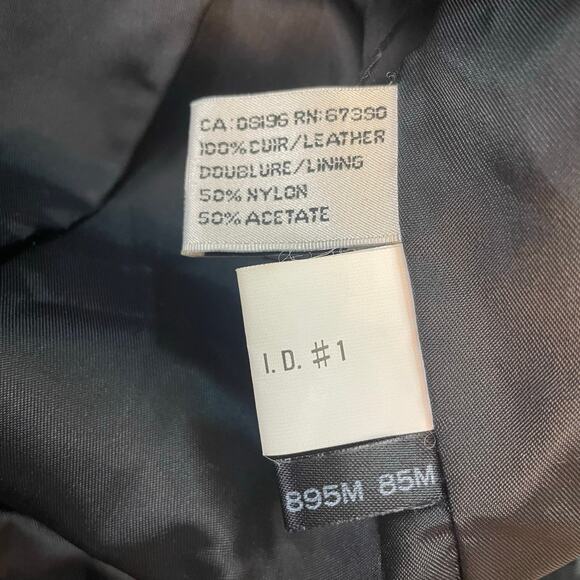 CA:08196 RN:67390
100% CUIR/LEATHER
DOUBLURE/LINING
50% NYLON
50% ACETATE
I.D. #1
895M 85M